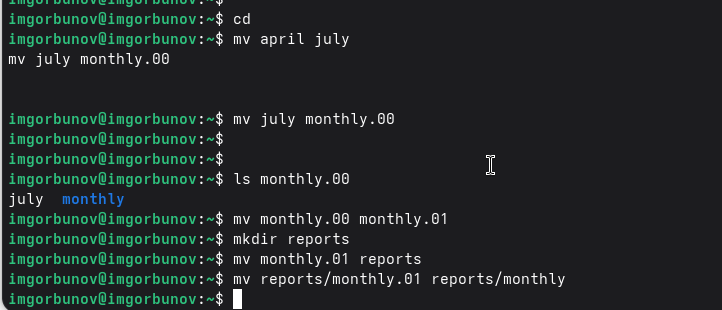 imgorbunov@imgorbunov:~$ cd
imgorbunov@imgorbunov:~$ mv april july
mv july monthly.00
imgorbunov@imgorbunov:~$ mv july monthly.00
imgorbunov@imgorbunov:~$
imgorbunov@imgorbunov:~$
imgorbunov@imgorbunov:~$ ls monthly.00
july  monthly
imgorbunov@imgorbunov:~$ mv monthly.00 monthly.01
imgorbunov@imgorbunov:~$ mkdir reports
imgorbunov@imgorbunov:~$ mv monthly.01 reports
imgorbunov@imgorbunov:~$ mv reports/monthly.01 reports/monthly
imgorbunov@imgorbunov:~$